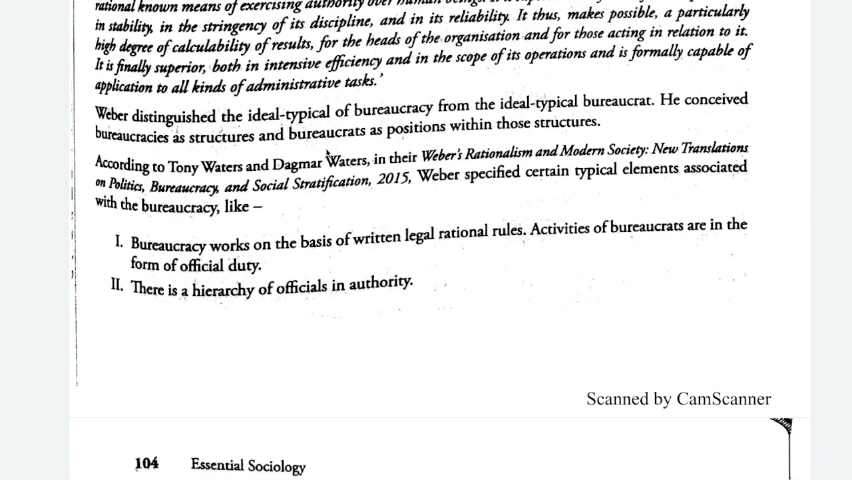 rational known means of exercising authority over human beings.
in stability, in the stringency of its discipline, and in its reliability. It thus, makes possible, a particularly
high degree of calculability of results, for the heads of the organisation and for those acting in relation to it.
It is finally superior, both in intensive efficiency and in the scope of its operations and is formally capable of
application to all kinds of administrative tasks.'
Weber distinguished the ideal-typical of bureaucracy from the ideal-typical bureaucrat. He conceived
bureaucracies as structures and bureaucrats as positions within those structures.
According to Tony Waters and Dagmar Waters, in their Weber's Rationalism and Modern Society: New Translations
on Politics, Bureaucracy, and Social Stratification, 2015, Weber specified certain typical elements associated
with the bureaucracy, like –
I. Bureaucracy works on the basis of written legal rational rules. Activities of bureaucrats are in the
form of official duty.
II. There is a hierarchy of officials in authority.
Scanned by CamScanner
104 Essential Sociology